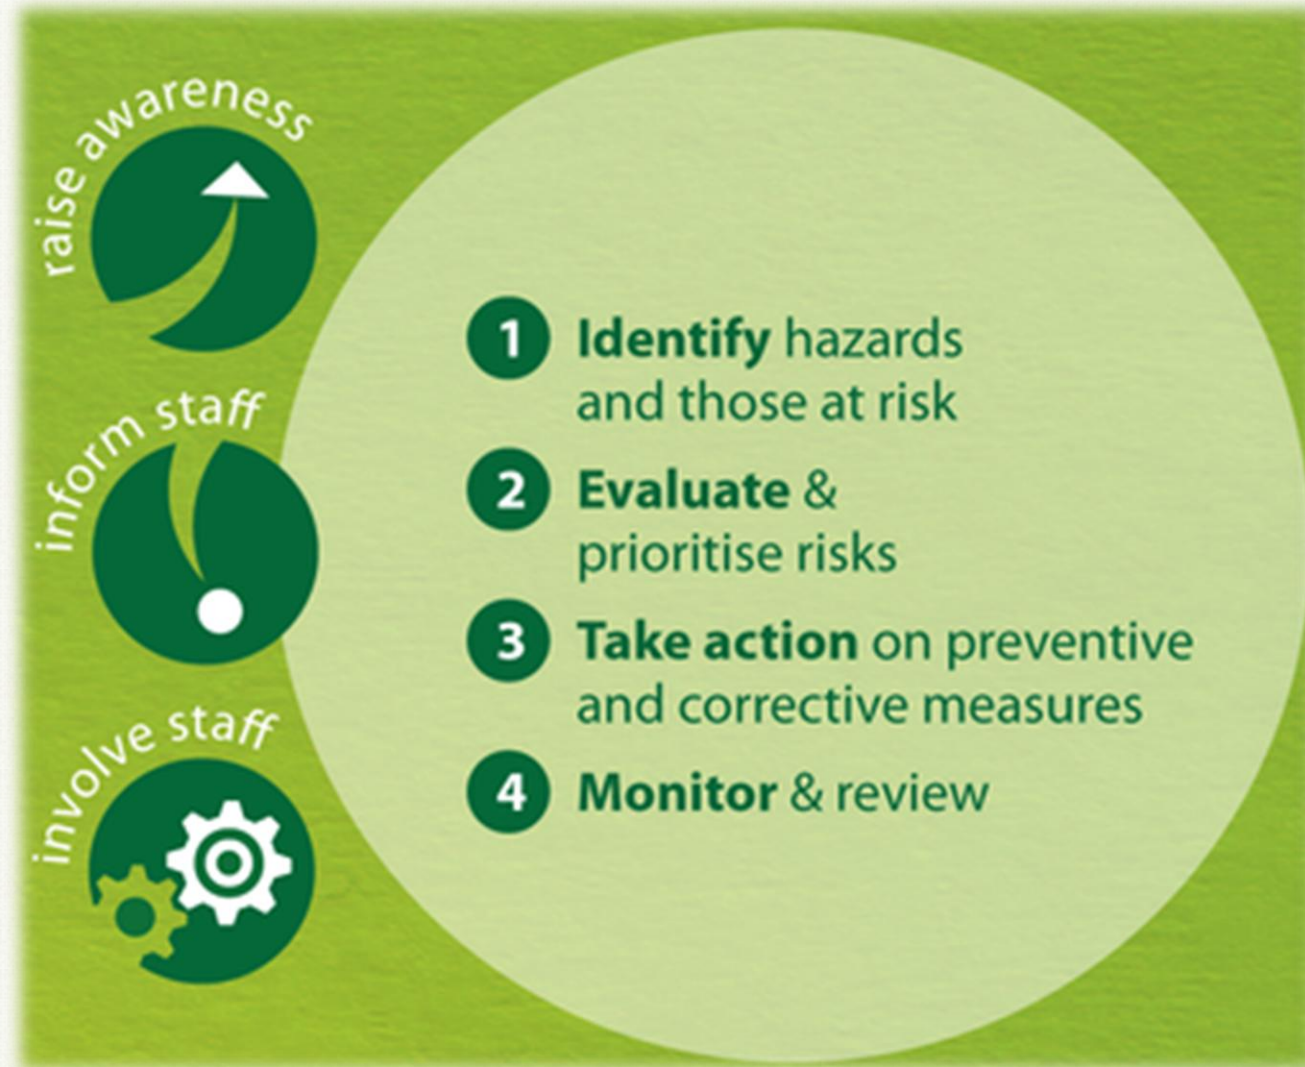 raise awareness
inform staff
involve staff
1 Identify hazards
and those at risk
2 Evaluate &
prioritise risks
3 Take action on preventive
and corrective measures
4 Monitor & review